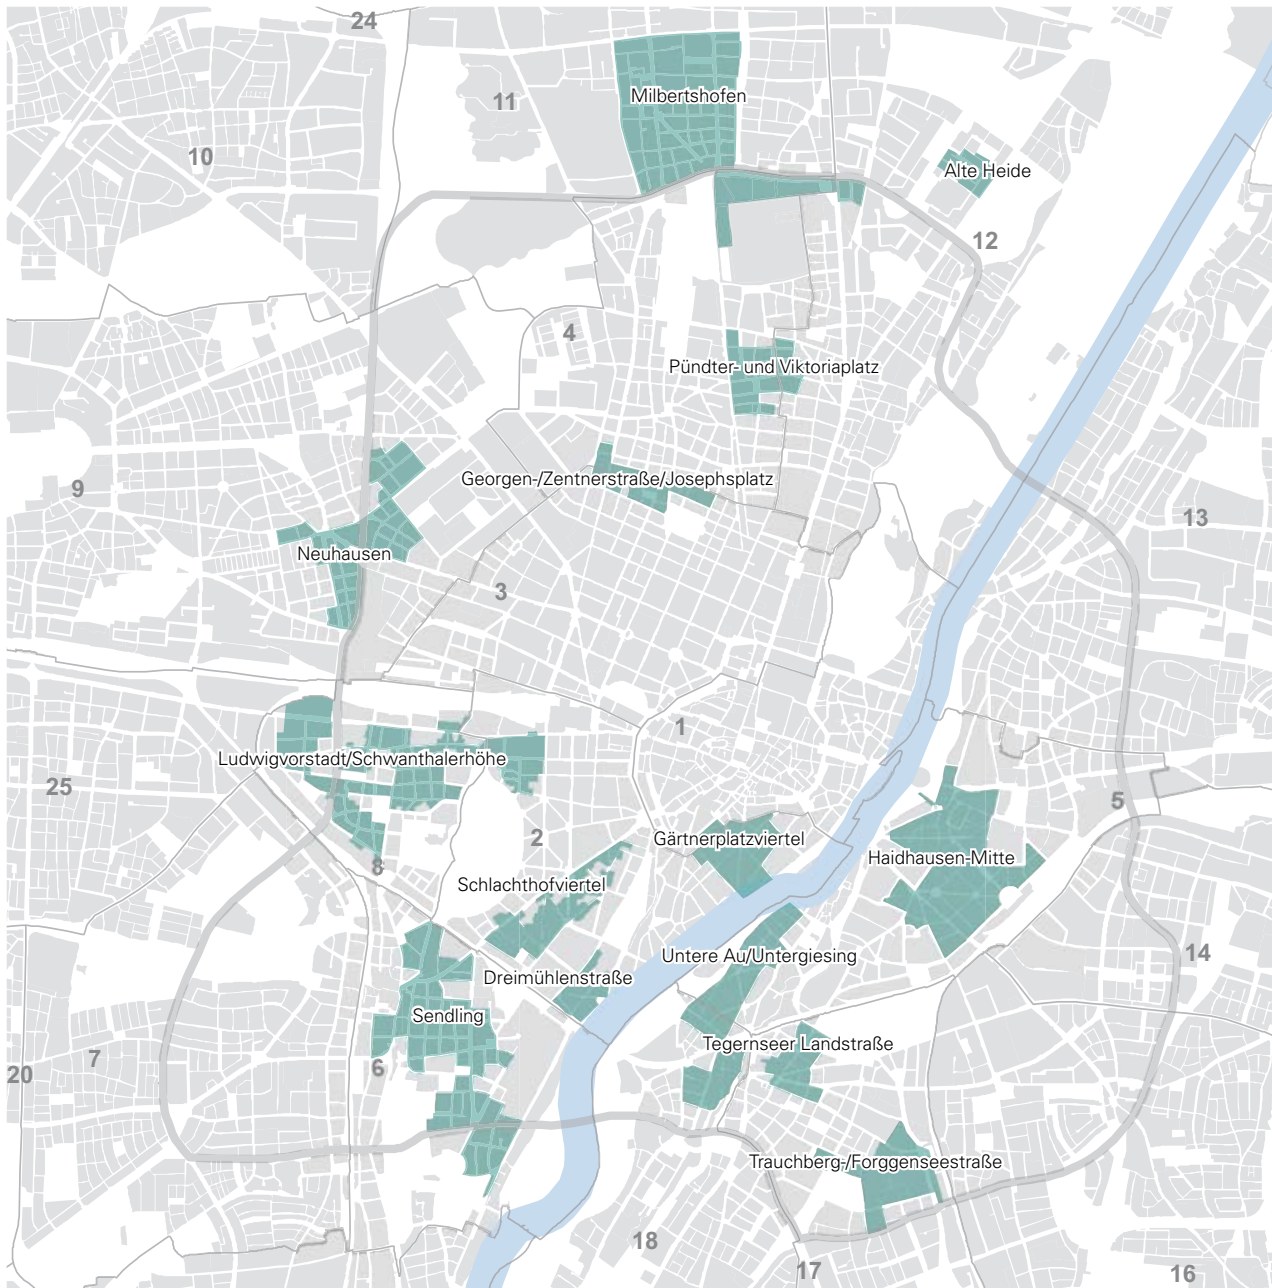 24
11
Milbertshofen
10
Alte Heide
12
4
Pündter- und Viktoriaplatz
Georgen-/Zentnerstraße/Josephsplatz
9
13
Neuhausen
3
1
Ludwigvorstadt/Schwanthalerhöhe
25
5
2
Gärtnerplatzviertel
Haidhausen-Mitte
8
Schlachthofviertel
14
Untere Au/Untergiesing
Dreimühlenstraße
Sendling
Tegernseer Landstraße
7
6
20
Trauchberg-/Forggenseestraße
18
17
16